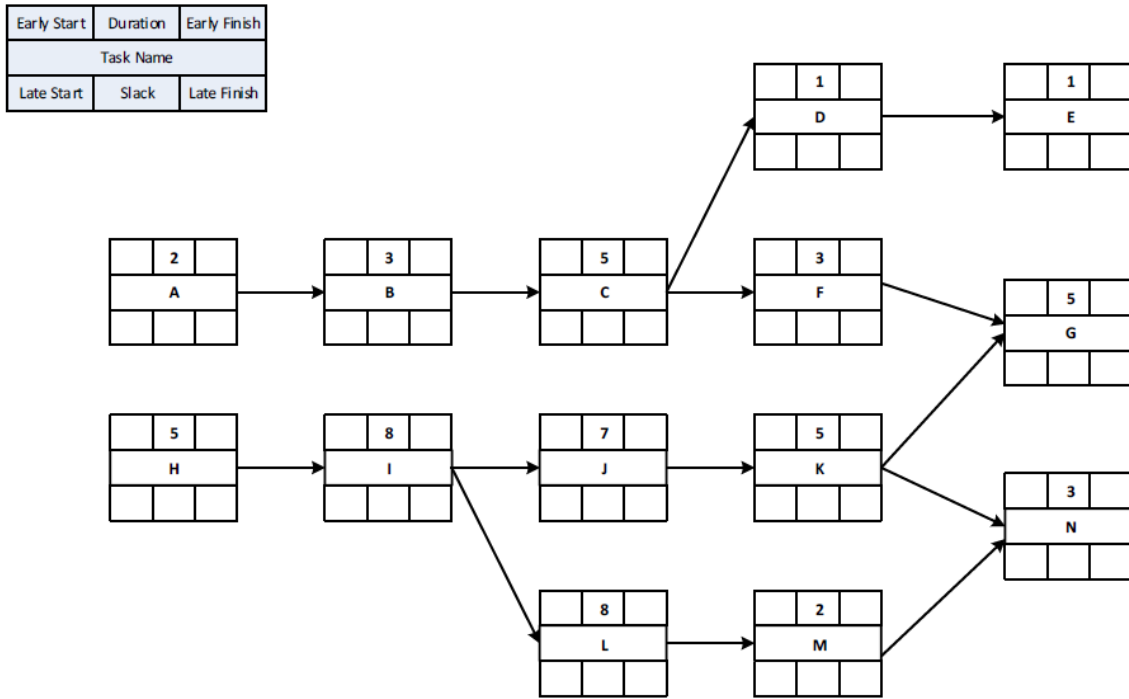 Early Start Duration Early Finish
Task Name
Late Start Slack Late Finish
1
D
1
E
2
A
3
B
5
C
3
F
5
G
5
H
8
I
7
J
5
K
3
N
8
L
2
M